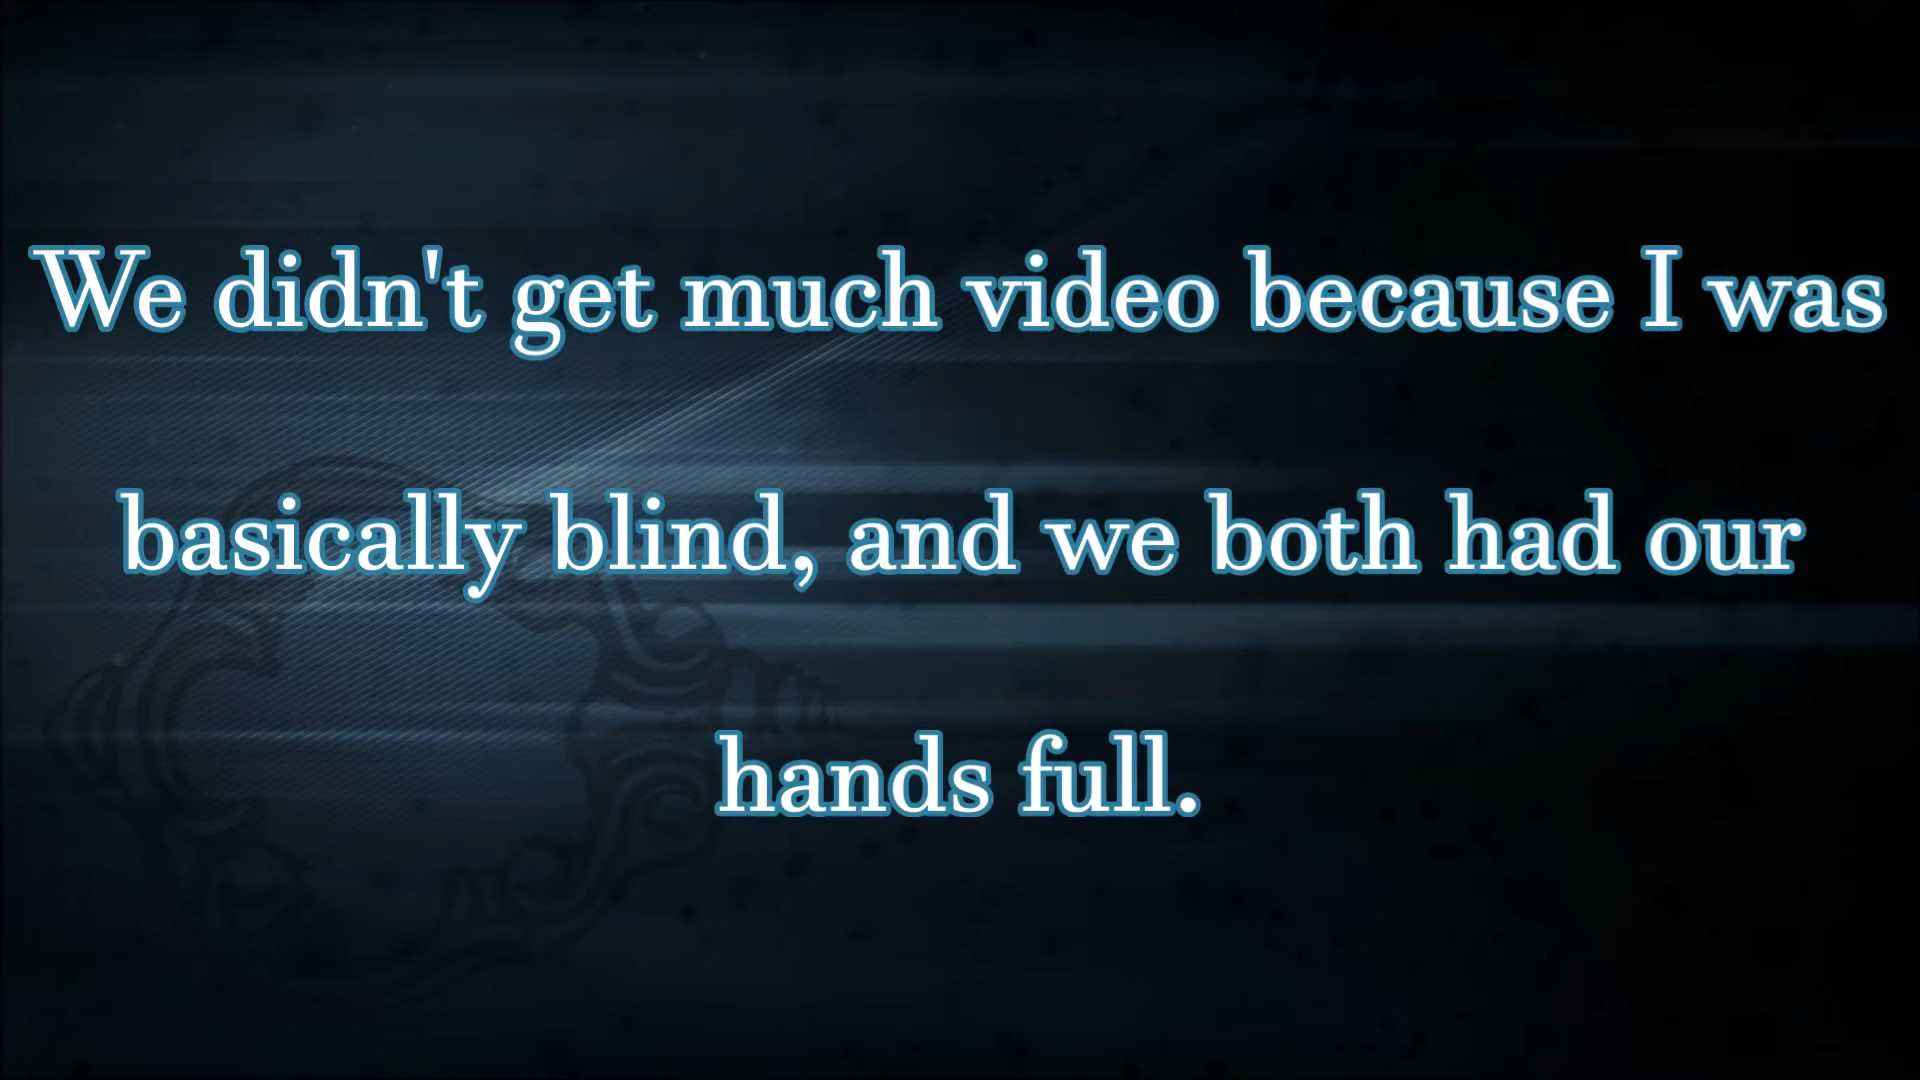 We didn't get much video because I was
basically blind, and we both had our
hands full.